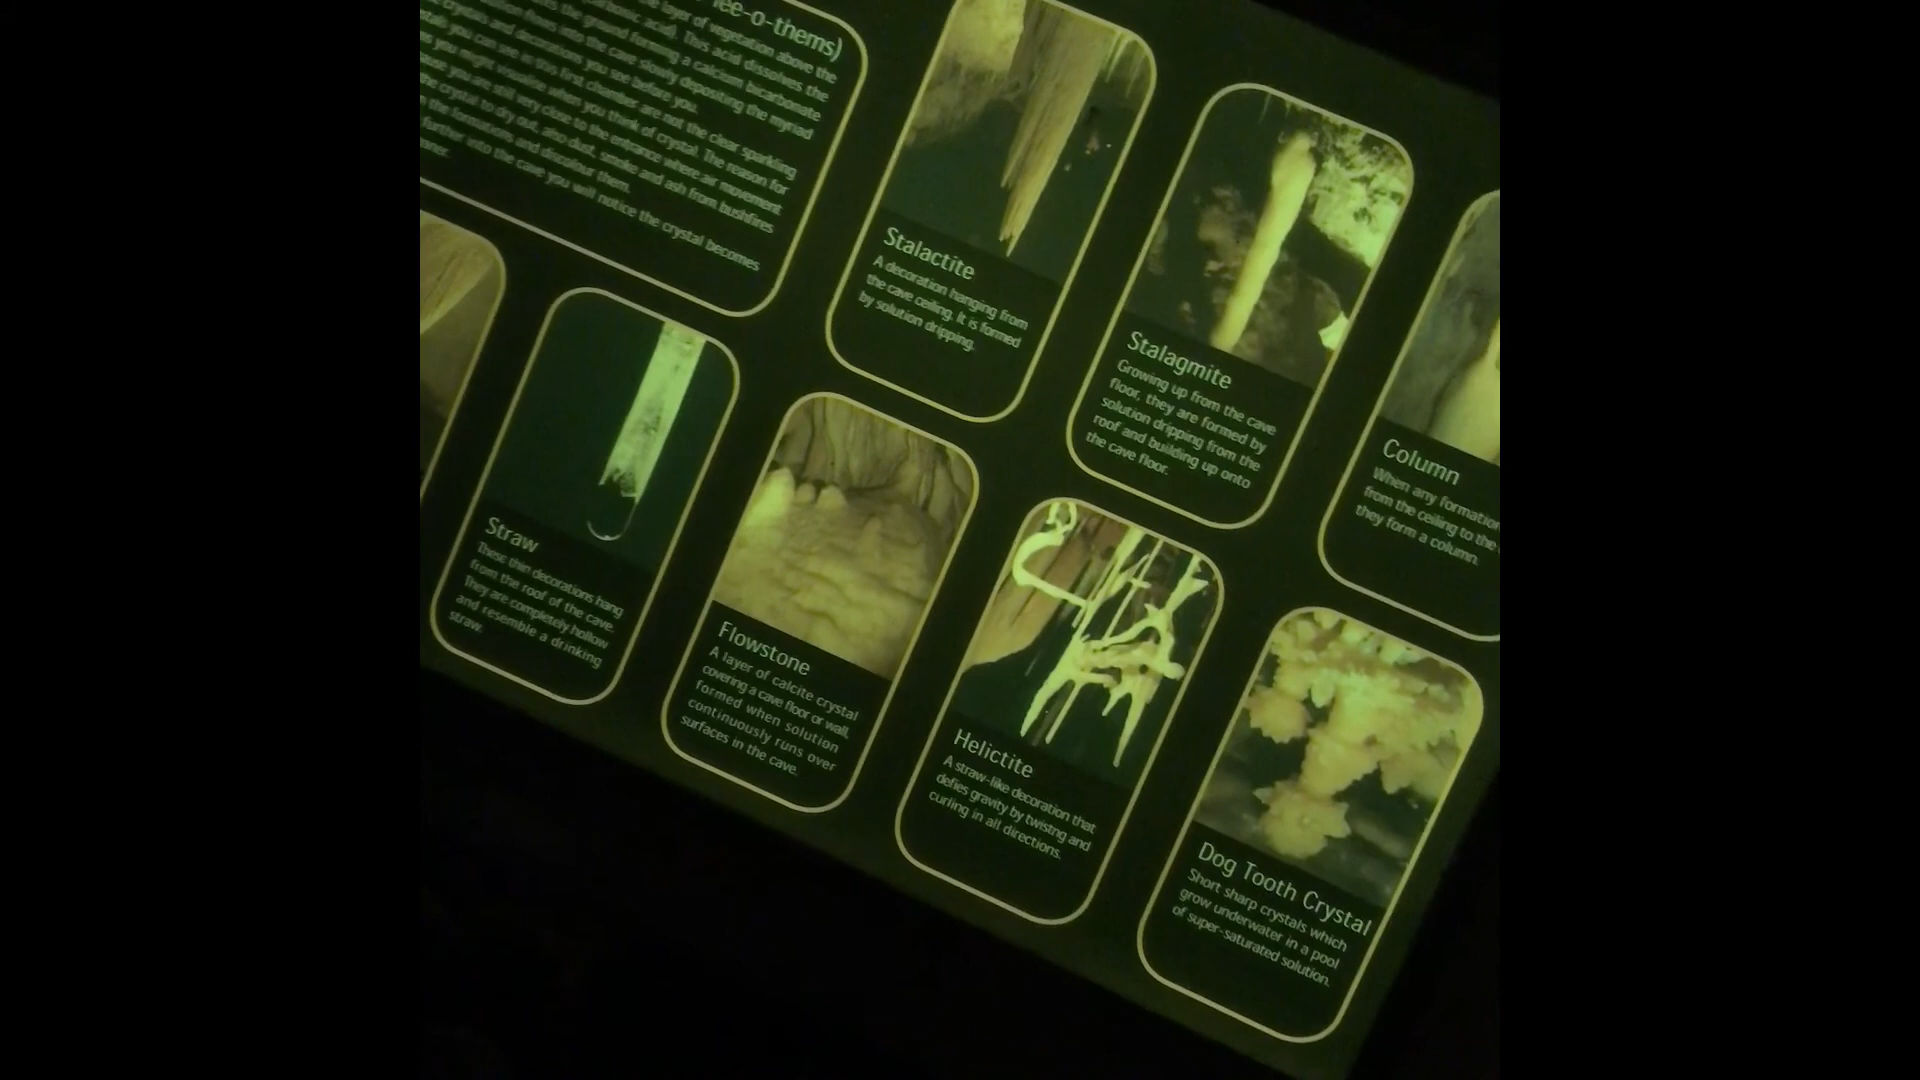 lee-o-thems)
layer of vegetation above the
carbonic acid). This acid dissolves the
the ground forming a calcium bicarbonate
flows into the cave slowly depositing the myriad
crystals and decorations you see before you.
you can see in this first chamber are not the clear sparkling
you might visualise when you think of crystal. The reason for
you are still very close to the entrance where air movement
the crystal to dry out, also dust, smoke and ash from bushfires
the formations and discolour them.
further into the cave, you will notice the crystal becomes
Stalactite
A decoration hanging from
the cave ceiling. It is formed
by solution dripping.
Stalagmite
Growing up from the cave
floor, they are formed by
solution dripping from the
roof and building up onto
the cave floor.
Column
When any formation
from the ceiling to the
they form a column.
Straw
These thin decorations hang
from the roof of the cave.
They are completely hollow
and resemble a drinking
straw.
Flowstone
A layer of calcite crystal
covering a cave floor or wall,
formed when solution
continuously runs over
surfaces in the cave.
Helictite
A straw-like decoration that
defies gravity by twistng and
curling in all directions.
Dog Tooth Crystal
Short sharp crystals which
grow underwater in a pool
of super-saturated solution.